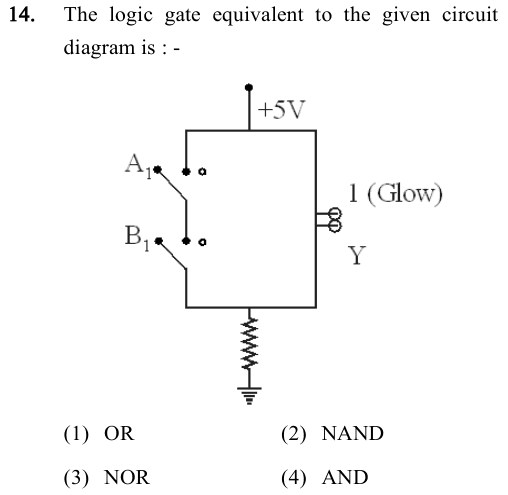 14. The logic gate equivalent to the given circuit
diagram is : -
+5V
A1
1 (Glow)
B1
Y
(1) OR (2) NAND
(3) NOR (4) AND